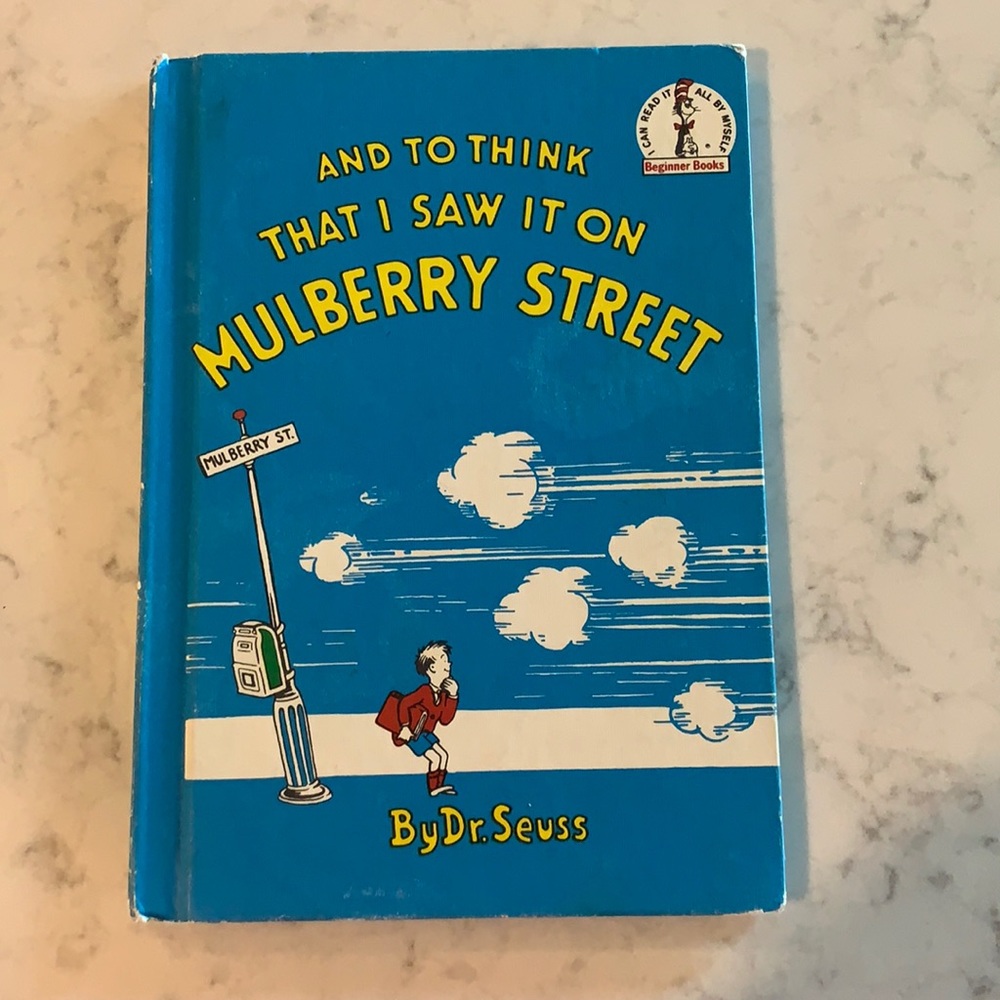 I CAN READ IT ALL BY MYSELF
Beginner Books
AND TO THINK
THAT I SAW IT ON
MULBERRY STREET
MULBERRY ST.
By Dr. Seuss